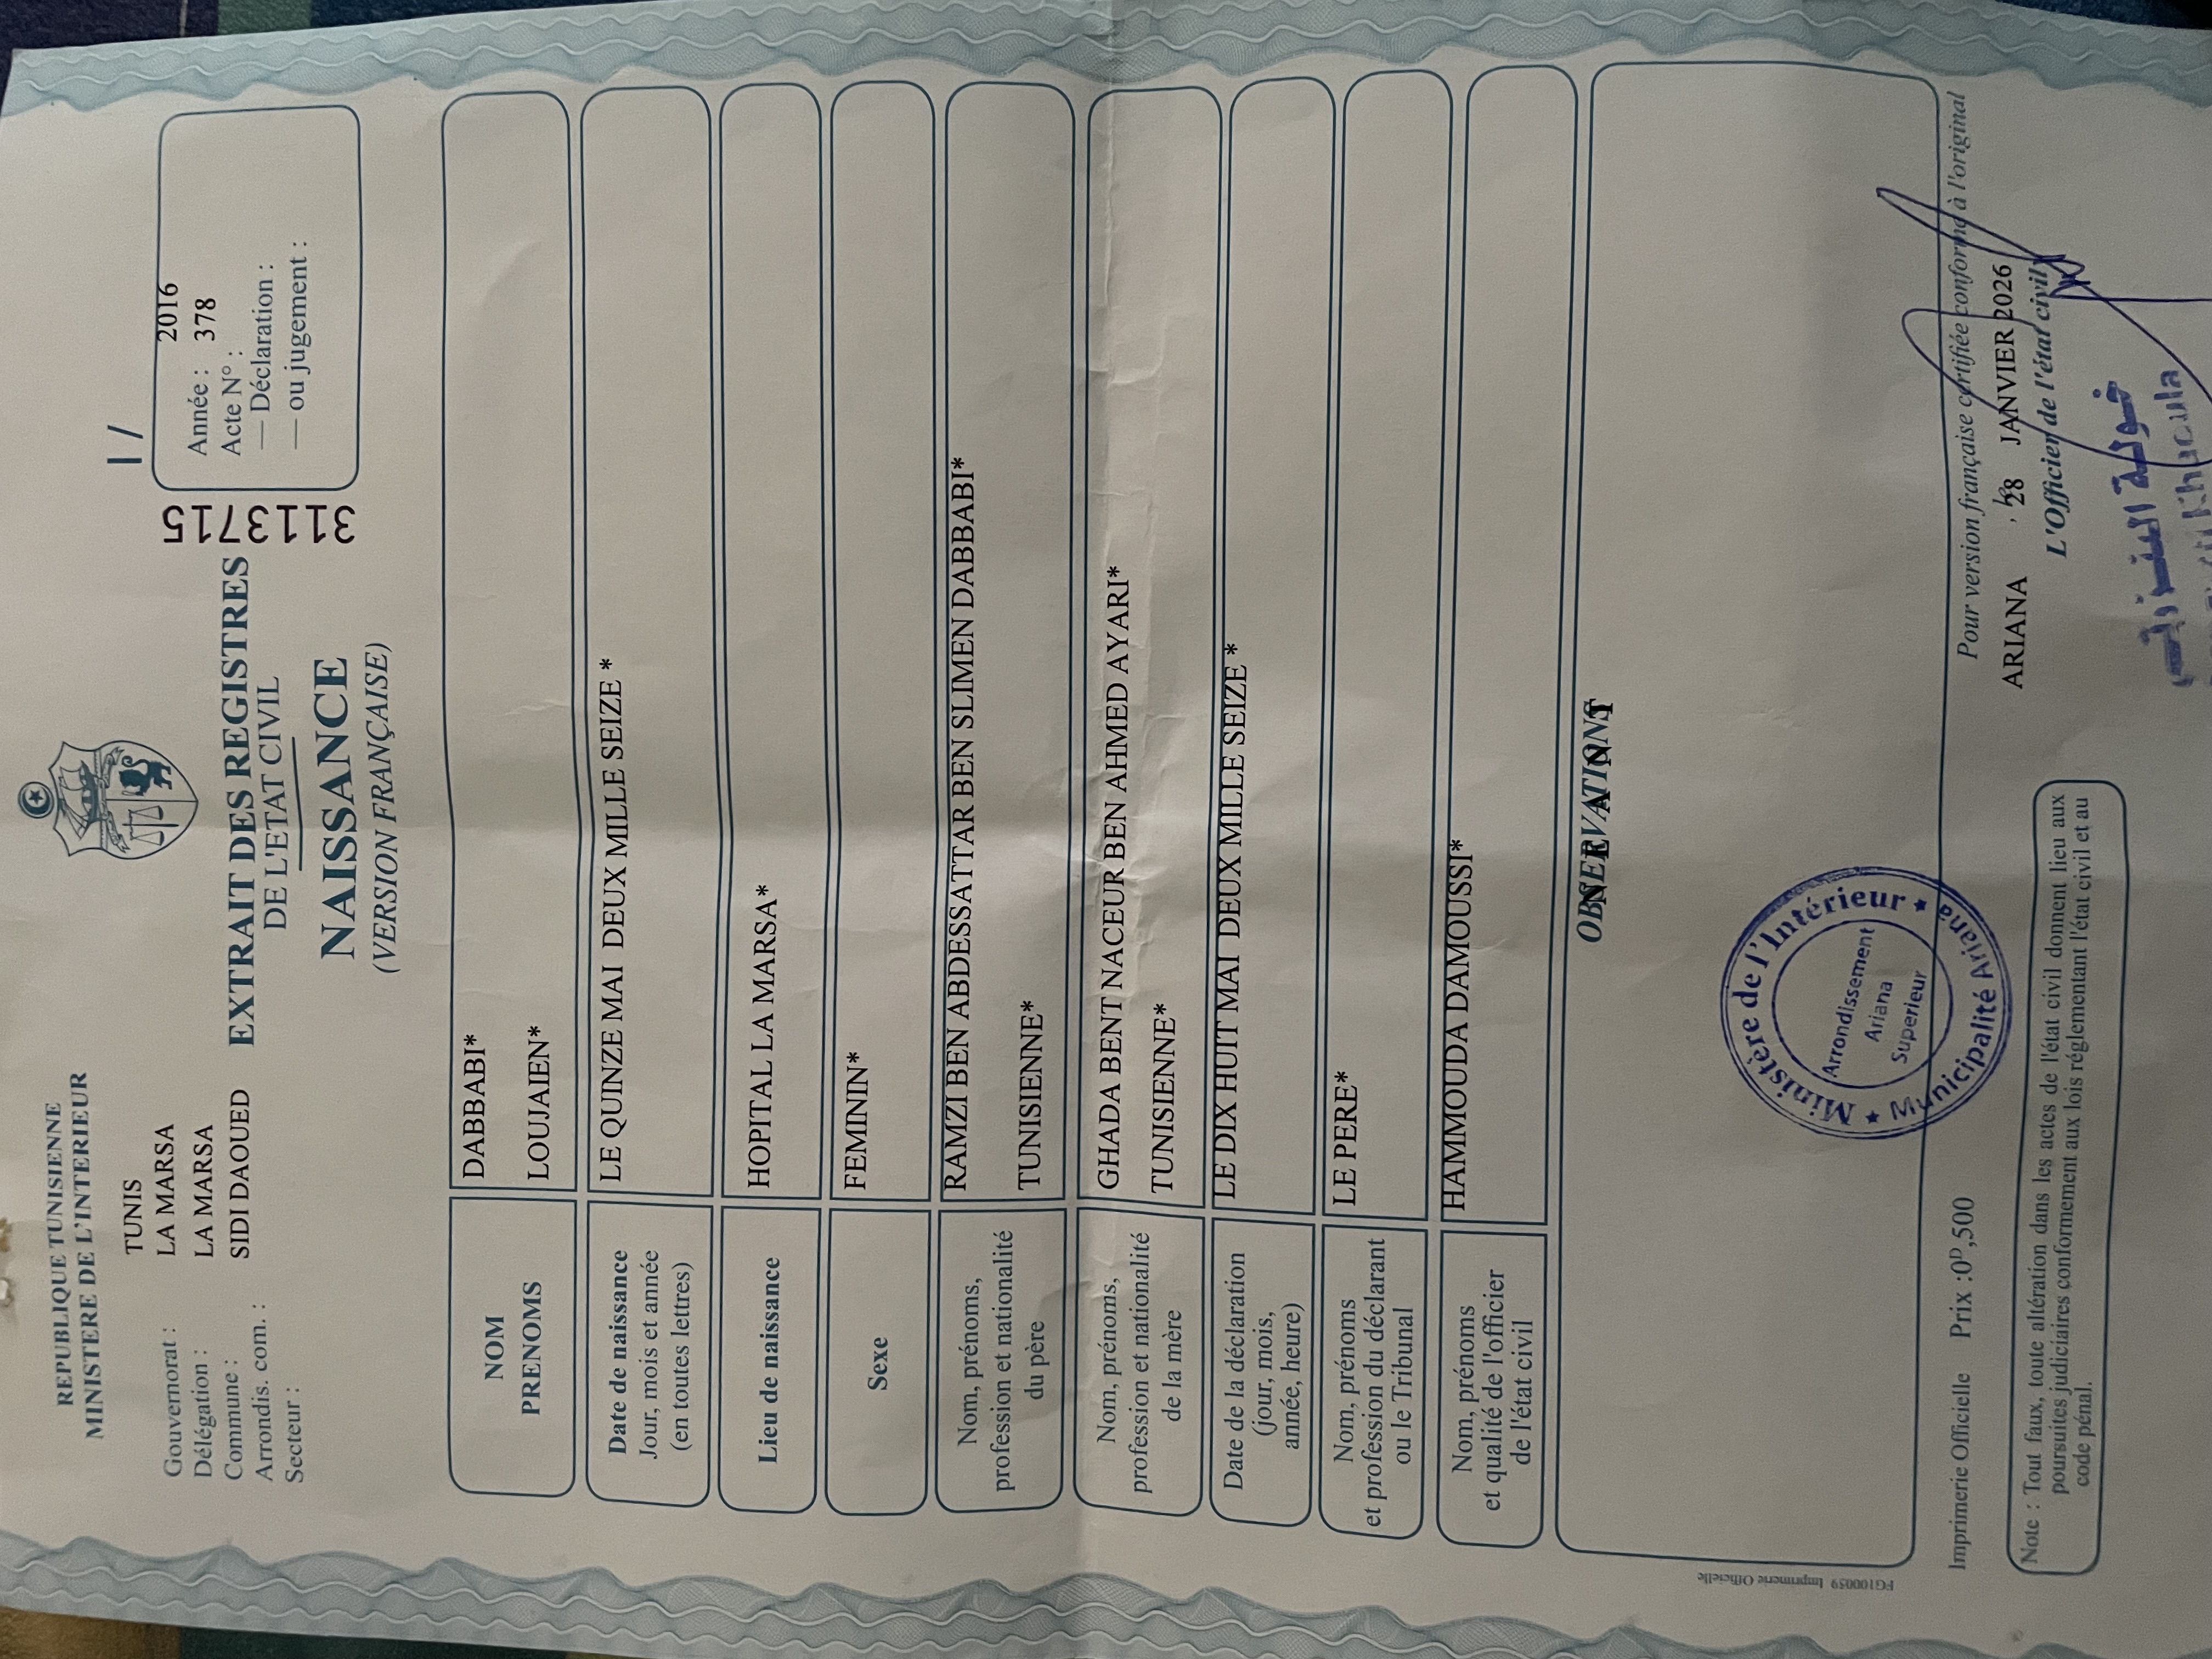 REPUBLIQUE TUNISIENNE
MINISTERE DE L'INTERIEUR
TUNIS
Gouvernorat :
LA MARSA
Délégation :
LA MARSA
Commune :
SIDI DAOUED
Arrondis. com. :
Secteur :
EXTRAIT DES REGISTRES
DE L'ETAT CIVIL
NAISSANCE
(VERSION FRANÇAISE)
3113715
I /
2016
Année : 378
Acte N° :
— Déclaration :
— ou jugement :
NOM
PRENOMS
DABBABI*
LOUJAIEN*
Date de naissance
Jour, mois et année
(en toutes lettres)
LE QUINZE MAI DEUX MILLE SEIZE *
Lieu de naissance
HOPITAL LA MARSA*
Sexe
FEMININ*
Nom, prénoms,
profession et nationalité
du père
RAMZI BEN ABDESSATTAR BEN SLIMEN DABBABI*
TUNISIENNE*
Nom, prénoms,
profession et nationalité
de la mère
GHADA BENT NACEUR BEN AHMED AYARI*
TUNISIENNE*
Date de la déclaration
(jour, mois,
année, heure)
LE DIX HUIT MAI DEUX MILLE SEIZE *
Nom, prénoms
et profession du déclarant
ou le Tribunal
LE PERE*
Nom, prénoms
et qualité de l'officier
de l'état civil
HAMMOUDA DAMOUSSI*
OBSERVATIONS
Ministère de l'Intérieur
Municipalité Ariana
Arrondissement
Ariana
Superieur
Imprimerie Officielle Prix :0D,500
Pour version française certifiée conforme à l'original
ARIANA , le 28 JANVIER 2026
L'Officier de l'état civil
خولة
Khaoula
Note : Tout faux, toute altération dans les actes de l'état civil donnent lieu aux
poursuites judiciaires conformement aux lois réglementant l'état civil et au
code pénal.
FG100059 Imprimerie Officielle